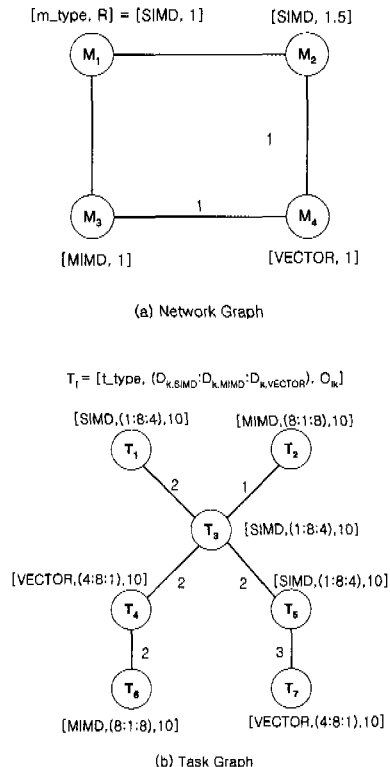 [m_type, R] = [SIMD, 1]
[SIMD, 1.5]
M1
M2
1
1
M3
M4
[MIMD, 1]
[VECTOR, 1]
(a) Network Graph
Ti = [t_type, (Dk,SIMD:Dk,MIMD:Dk,VECTOR), Olk]
[SIMD,(1:8:4),10]
[MIMD,(8:1:8),10]
T1
T2
2
1
T3
[SIMD,(1:8:4),10]
2
2
[VECTOR,(4:8:1),10]
[SIMD,(1:8:4),10]
T4
T5
2
3
T6
T7
[MIMD,(8:1:8),10]
[VECTOR,(4:8:1),10]
(b) Task Graph